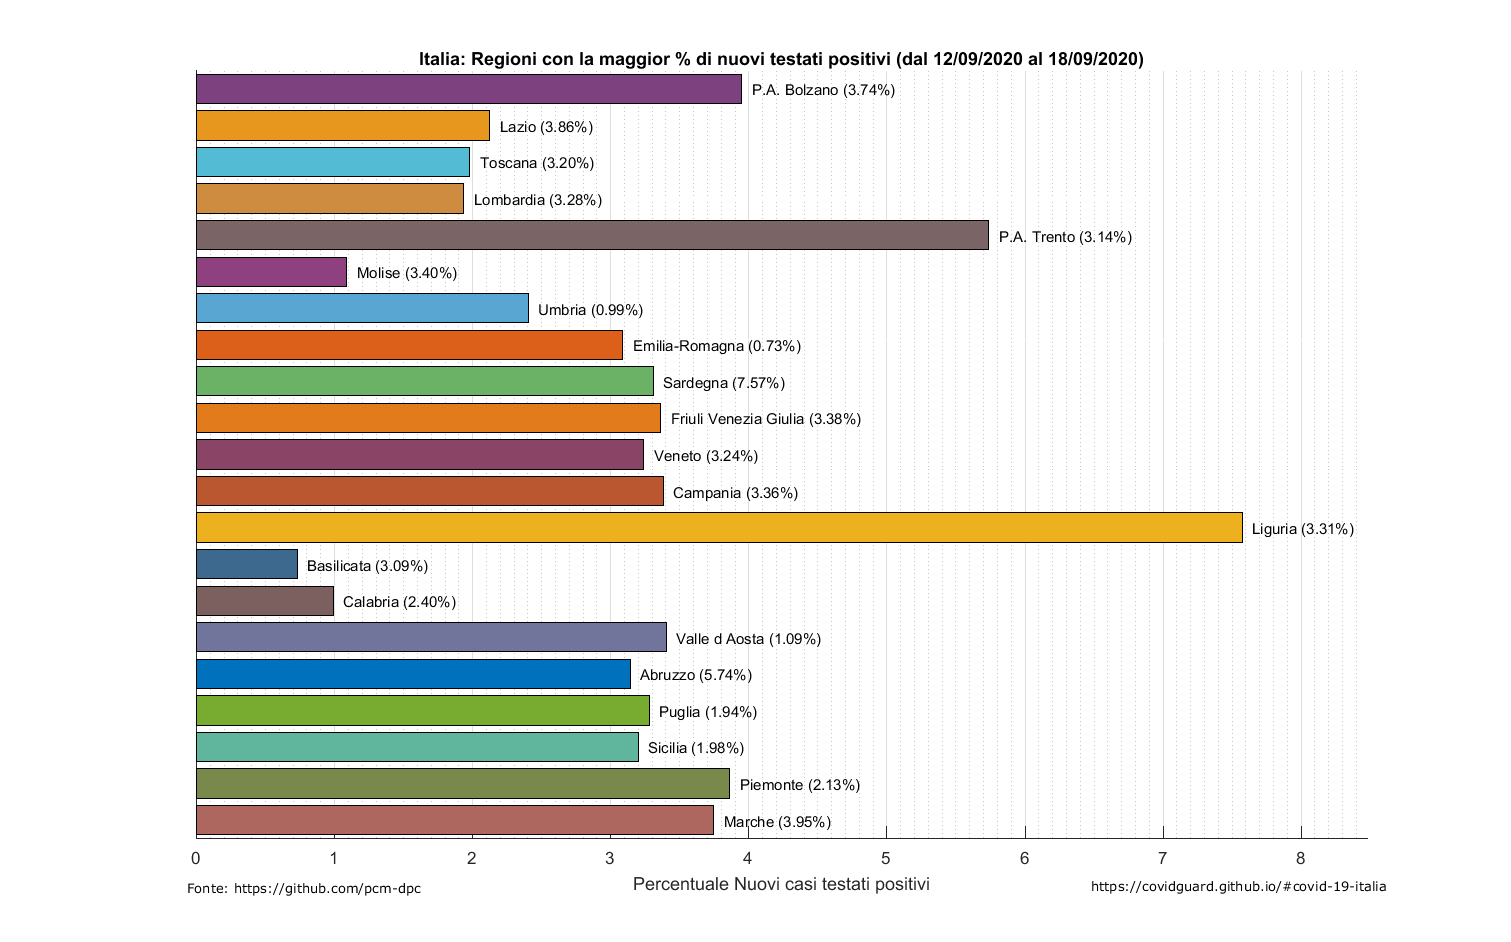 Italia: Regioni con la maggior % di nuovi testati positivi (dal 12/09/2020 al 18/09/2020)
P.A. Bolzano (3.74%)
Lazio (3.86%)
Toscana (3.20%)
Lombardia (3.28%)
P.A. Trento (3.14%)
Molise (3.40%)
Umbria (0.99%)
Emilia-Romagna (0.73%)
Sardegna (7.57%)
Friuli Venezia Giulia (3.38%)
Veneto (3.24%)
Campania (3.36%)
Liguria (3.31%)
Basilicata (3.09%)
Calabria (2.40%)
Valle d Aosta (1.09%)
Abruzzo (5.74%)
Puglia (1.94%)
Sicilia (1.98%)
Piemonte (2.13%)
Marche (3.95%)
0 1 2 3 4 5 6 7 8
Percentuale Nuovi casi testati positivi
Fonte: https://github.com/pcm-dpc
https://covidguard.github.io/#covid-19-italia